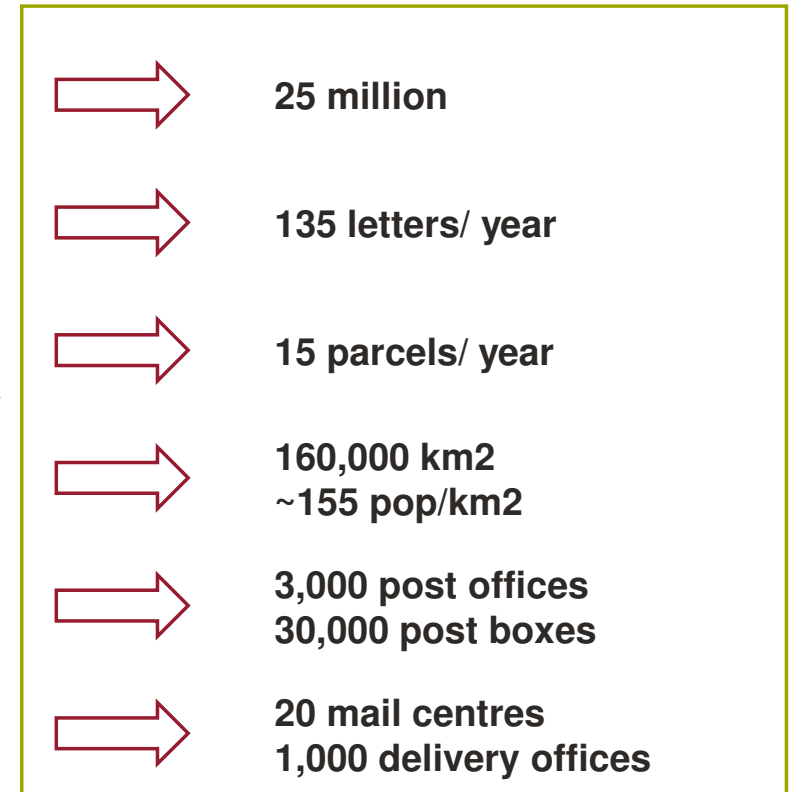 25 million
135 letters/ year
15 parcels/ year
160,000 km2
~155 pop/km2
3,000 post offices
30,000 post boxes
20 mail centres
1,000 delivery offices